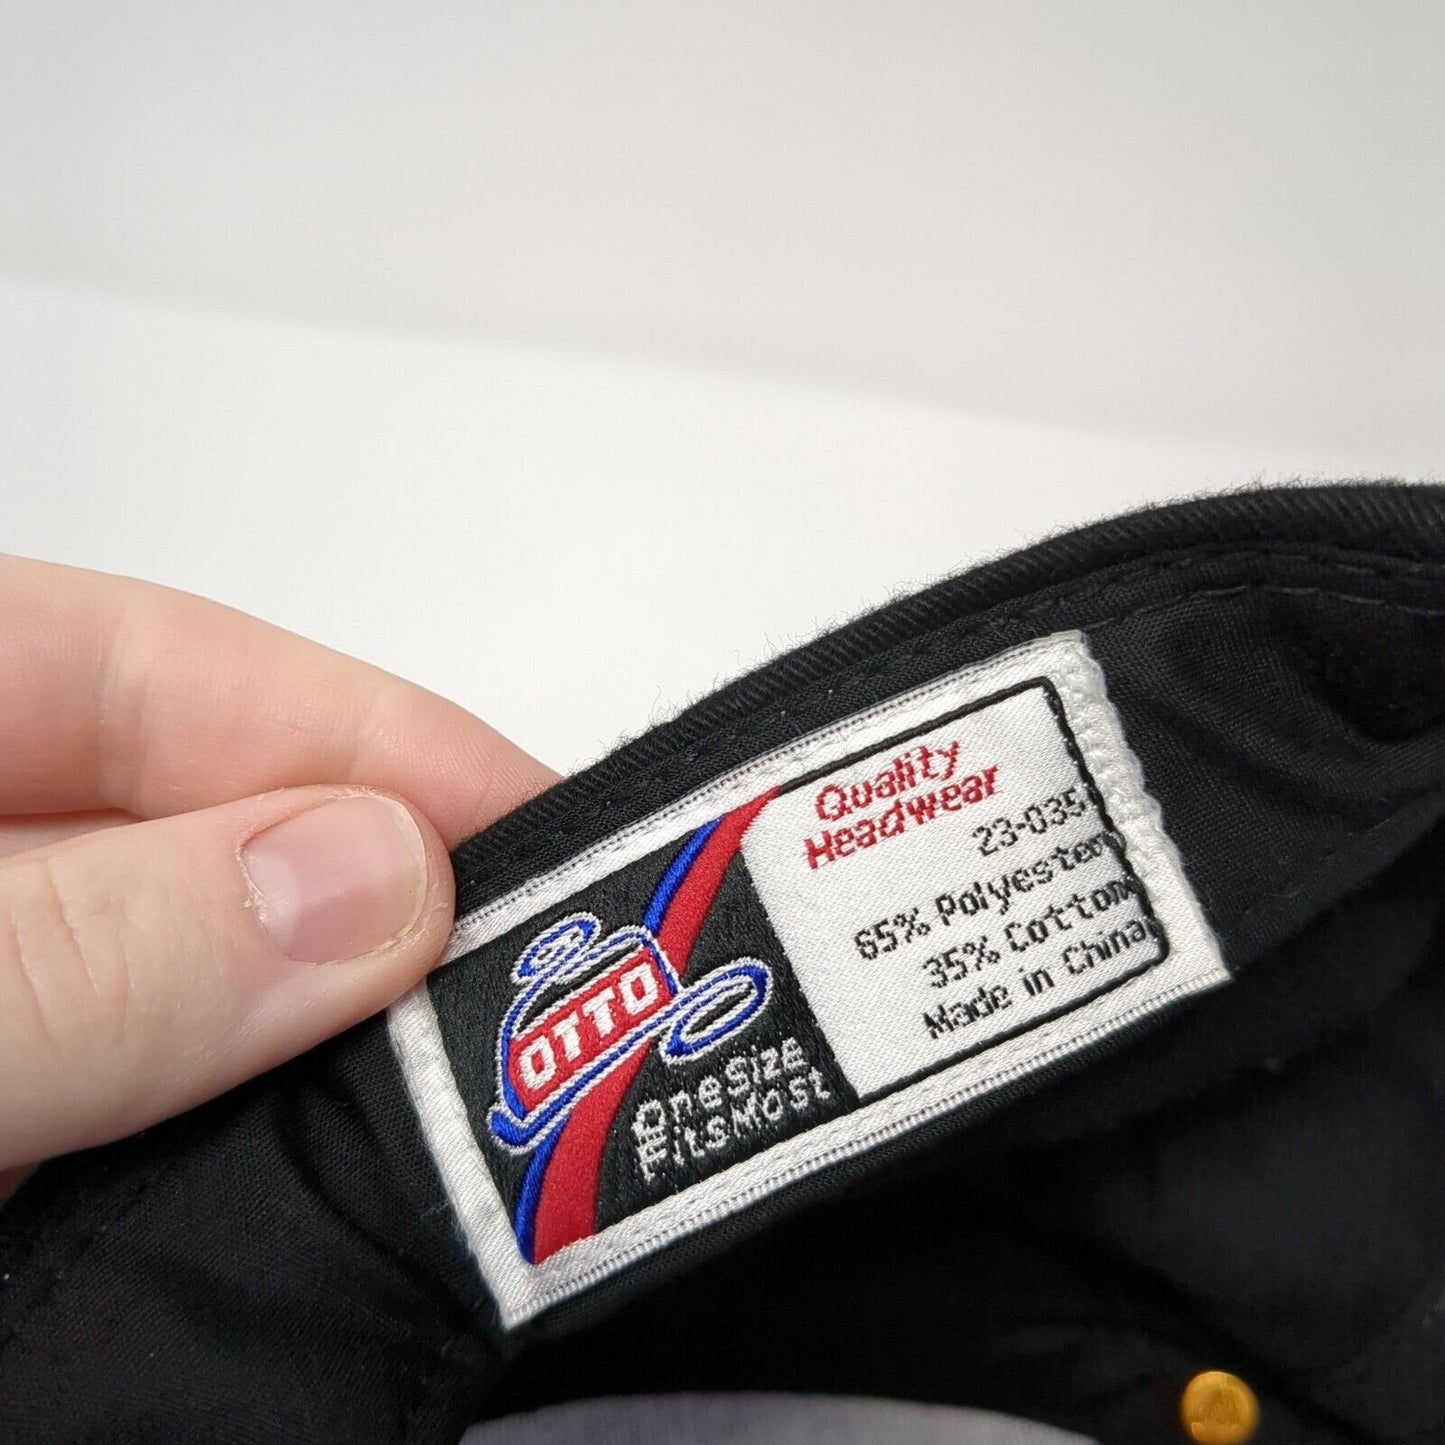 OTTO
One Size
Fits Most
Quality
Headwear
23-035
65% Polyester
35% Cotton
Made in China